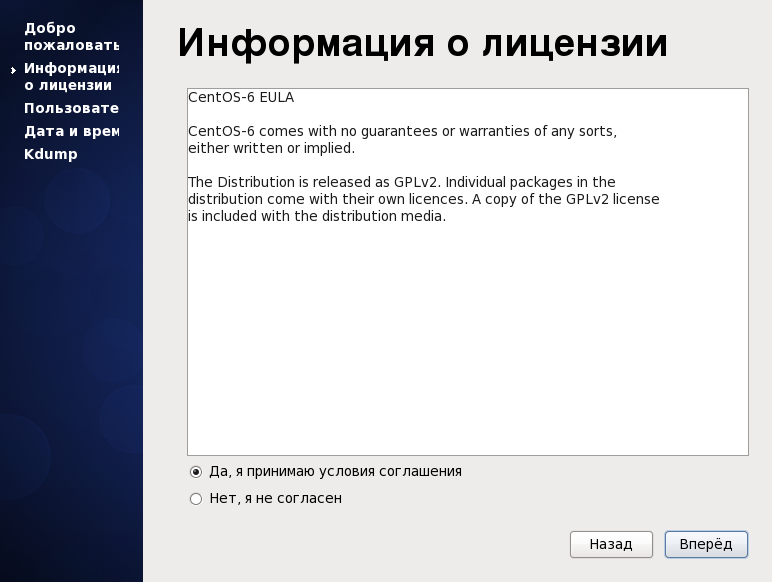 Добро
пожаловать
Информация
о лицензии
Пользовате
Дата и врем
Kdump
Информация о лицензии
CentOS-6 EULA
CentOS-6 comes with no guarantees or warranties of any sorts,
either written or implied.
The Distribution is released as GPLv2. Individual packages in the
distribution come with their own licences. A copy of the GPLv2 license
is included with the distribution media.
Да, я принимаю условия соглашения
Нет, я не согласен
Назад
Вперёд